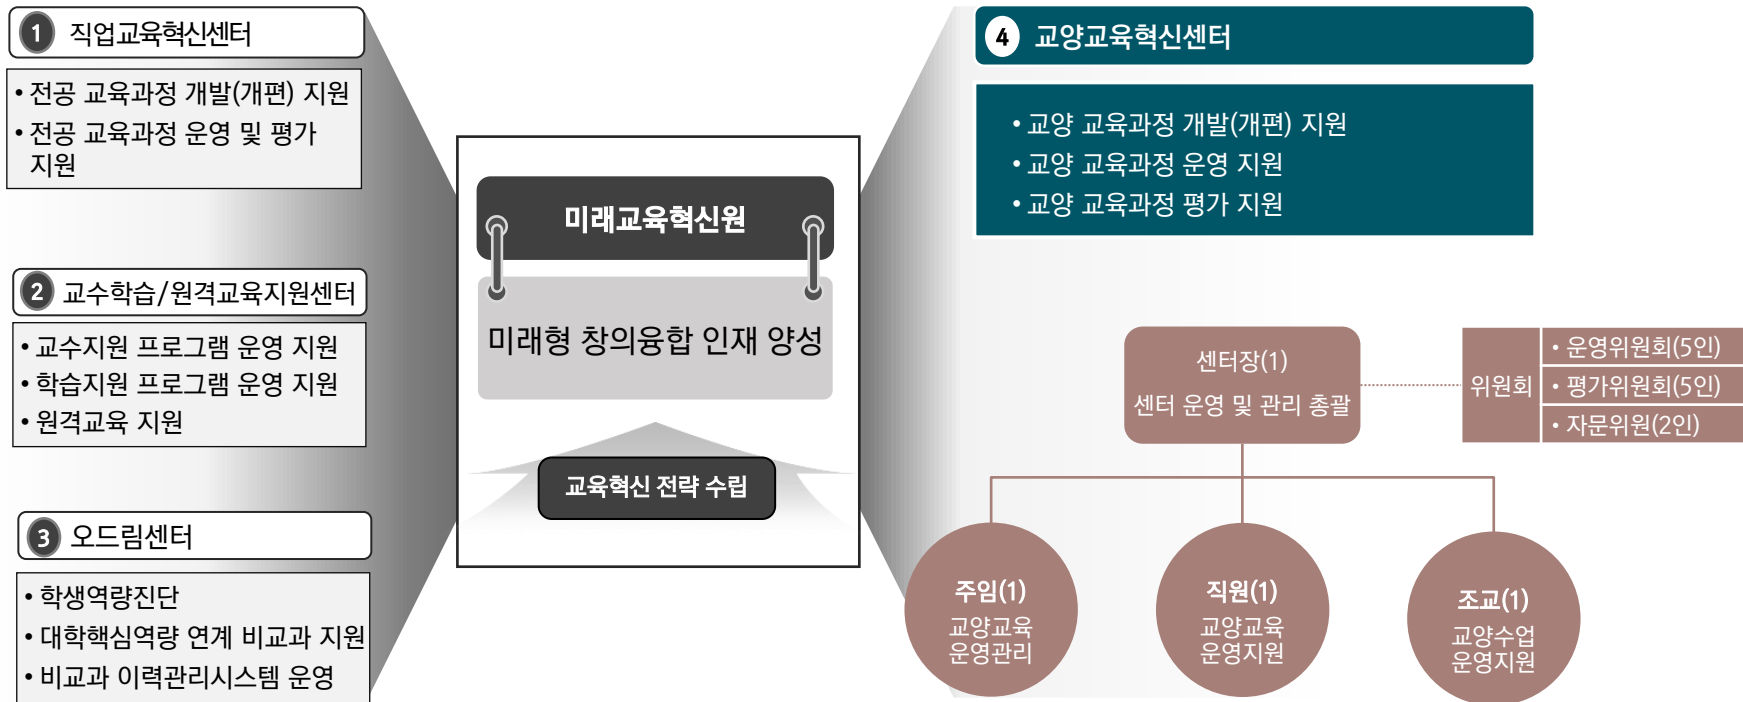 1 직업교육혁신센터
• 전공 교육과정 개발(개편) 지원
• 전공 교육과정 운영 및 평가
지원
2 교수학습/원격교육지원센터
• 교수지원 프로그램 운영 지원
• 학습지원 프로그램 운영 지원
• 원격교육 지원
3 오드림센터
• 학생역량진단
• 대학핵심역량 연계 비교과 지원
• 비교과 이력관리시스템 운영
미래교육혁신원
미래형 창의융합 인재 양성
교육혁신 전략 수립
4 교양교육혁신센터
• 교양 교육과정 개발(개편) 지원
• 교양 교육과정 운영 지원
• 교양 교육과정 평가 지원
센터장(1)
센터 운영 및 관리 총괄
위원회
• 운영위원회(5인)
• 평가위원회(5인)
• 자문위원(2인)
주임(1)
교양교육
운영관리
직원(1)
교양교육
운영지원
조교(1)
교양수업
운영지원